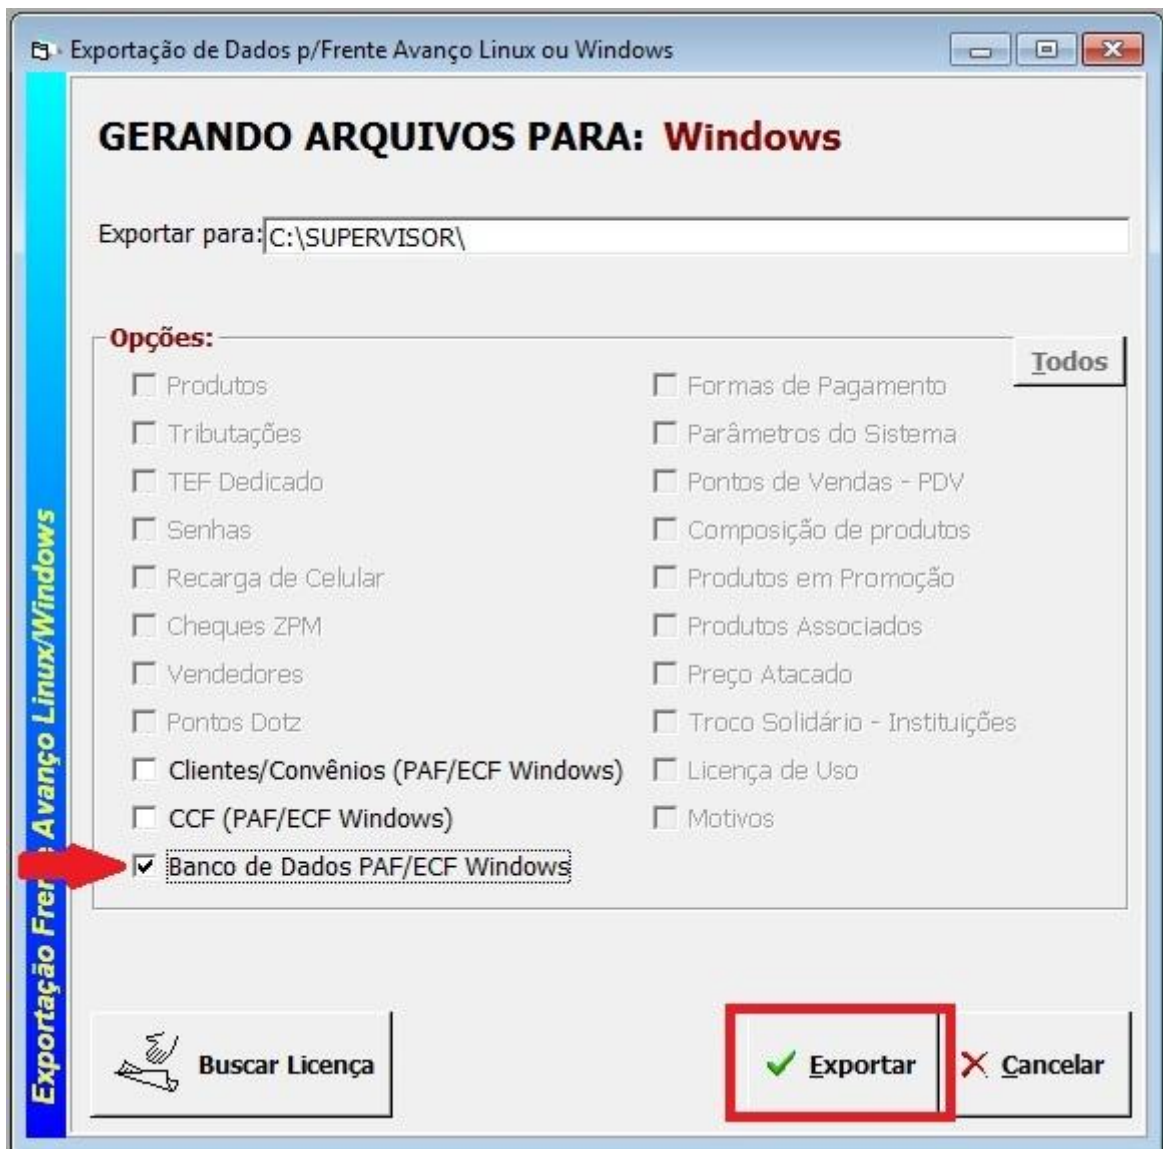 Exportação de Dados p/Frente Avanço Linux ou Windows
GERANDO ARQUIVOS PARA: Windows
Exportar para: C:\SUPERVISOR\
Opções:
Todos
Produtos
Tributações
TEF Dedicado
Senhas
Recarga de Celular
Cheques ZPM
Vendedores
Pontos Dotz
Clientes/Convênios (PAF/ECF Windows)
CCF (PAF/ECF Windows)
Banco de Dados PAF/ECF Windows
Formas de Pagamento
Parâmetros do Sistema
Pontos de Vendas - PDV
Composição de produtos
Produtos em Promoção
Produtos Associados
Preço Atacado
Troco Solidário - Instituições
Licença de Uso
Motivos
Buscar Licença
Exportar
Cancelar
Exportação Frente Avanço Linux/Windows